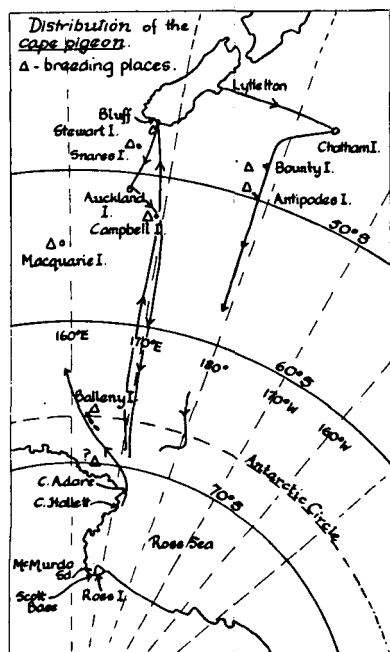 Distribution of the
cape pigeon.
△ - breeding places.
Lyttelton
Bluff
Stewart I.
Snares I.
Chatham I.
Bounty I.
Auckland
I.
Antipodes I.
Campbell I.
50°S
Macquarie I.
160°E
170°E
60°S
180°
170°W
160°W
Balleny I.
Antarctic Circle
?
C. Adare
70°S
C. Hallett
Ross Sea
McMurdo
Sd.
Scott
Base
Ross I.